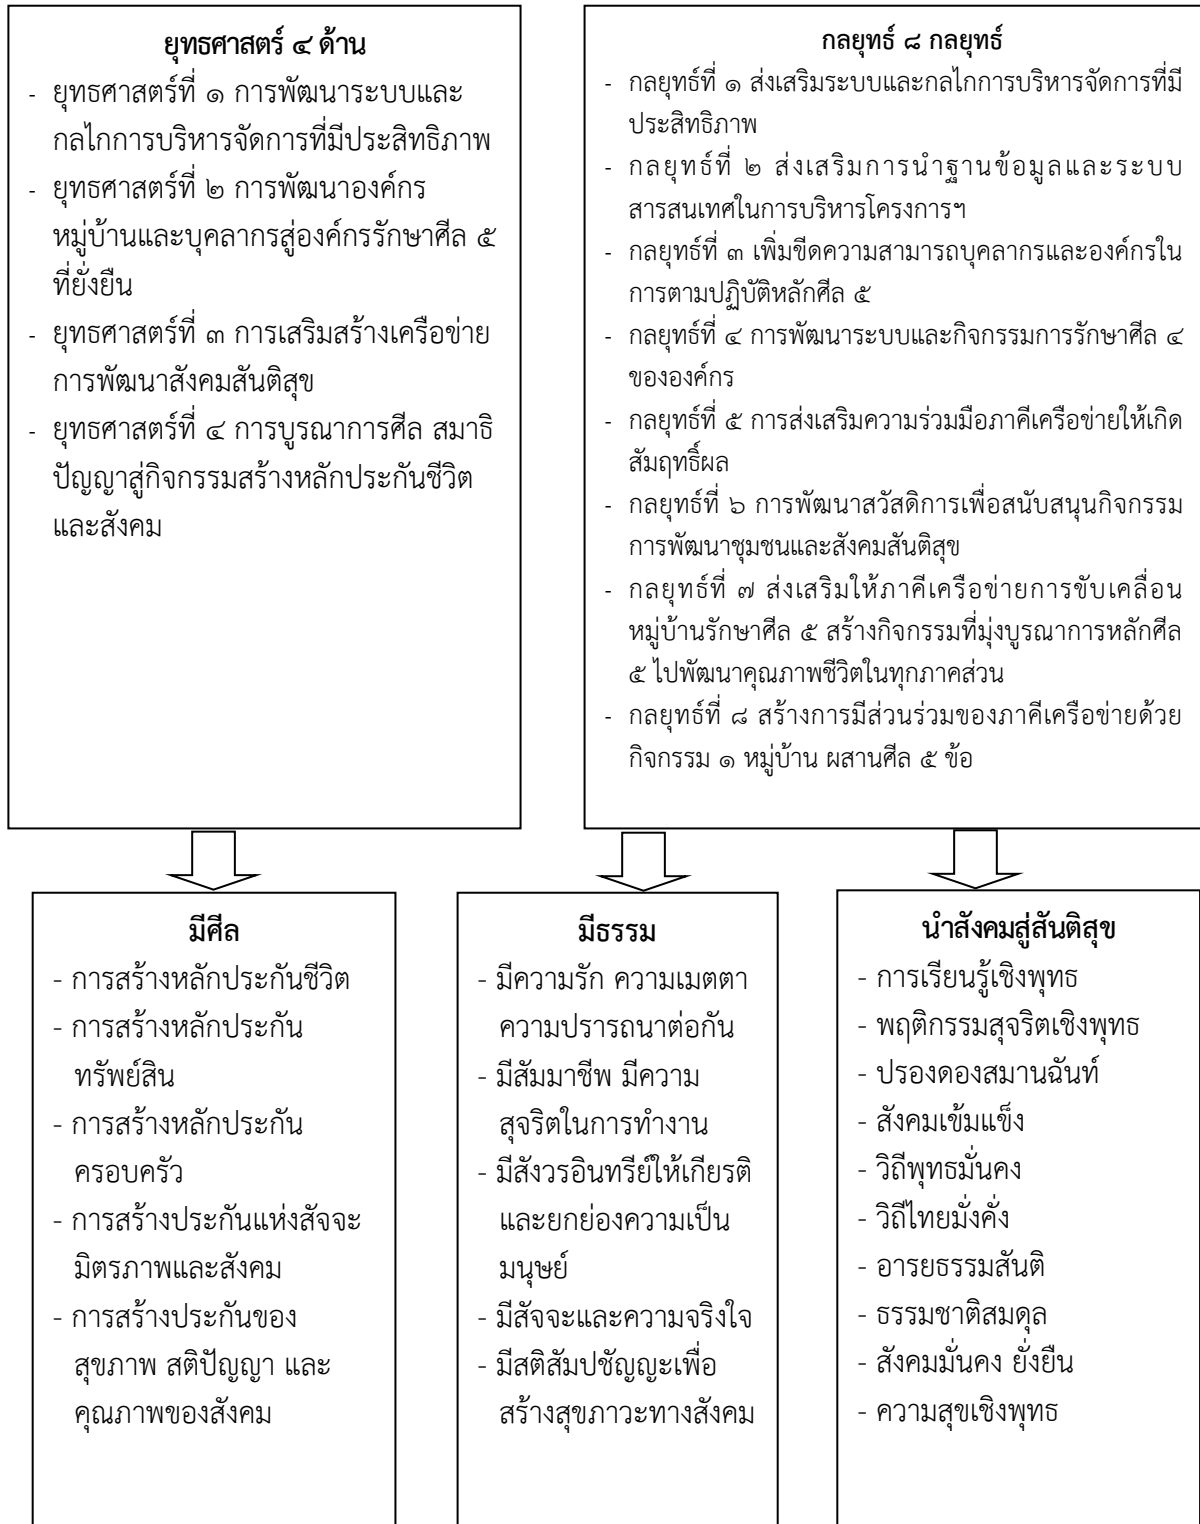 ยุทธศาสตร์ ๔ ด้าน
- ยุทธศาสตร์ที่ ๑ การพัฒนาระบบและ
กลไกการบริหารจัดการที่มีประสิทธิภาพ
- ยุทธศาสตร์ที่ ๒ การพัฒนาองค์กร
หมู่บ้านและบุคลากรสู่องค์กรรักษาศีล ๕
ที่ยั่งยืน
- ยุทธศาสตร์ที่ ๓ การเสริมสร้างเครือข่าย
การพัฒนาสังคมสันติสุข
- ยุทธศาสตร์ที่ ๔ การบูรณาการศีล สมาธิ
ปัญญาสู่กิจกรรมสร้างหลักประกันชีวิต
และสังคม
กลยุทธ์ ๘ กลยุทธ์
- กลยุทธ์ที่ ๑ ส่งเสริมระบบและกลไกการบริหารจัดการที่มี
ประสิทธิภาพ
- กลยุทธ์ที่ ๒ ส่งเสริมการนำฐานข้อมูลและระบบ
สารสนเทศในการบริหารโครงการฯ
- กลยุทธ์ที่ ๓ เพิ่มขีดความสามารถบุคลากรและองค์กรใน
การตามปฏิบัติหลักศีล ๕
- กลยุทธ์ที่ ๔ การพัฒนาระบบและกิจกรรมการรักษาศีล ๔
ขององค์กร
- กลยุทธ์ที่ ๕ การส่งเสริมความร่วมมือภาคีเครือข่ายให้เกิด
สัมฤทธิ์ผล
- กลยุทธ์ที่ ๖ การพัฒนาสวัสดิการเพื่อสนับสนุนกิจกรรม
การพัฒนาชุมชนและสังคมสันติสุข
- กลยุทธ์ที่ ๗ ส่งเสริมให้ภาคีเครือข่ายการขับเคลื่อน
หมู่บ้านรักษาศีล ๕ สร้างกิจกรรมที่มุ่งบูรณาการหลักศีล
๕ ไปพัฒนาคุณภาพชีวิตในทุกภาคส่วน
- กลยุทธ์ที่ ๘ สร้างการมีส่วนร่วมของภาคีเครือข่ายด้วย
กิจกรรม ๑ หมู่บ้าน ผสานศีล ๕ ข้อ
มีศีล
- การสร้างหลักประกันชีวิต
- การสร้างหลักประกัน
ทรัพย์สิน
- การสร้างหลักประกัน
ครอบครัว
- การสร้างประกันแห่งสัจจะ
มิตรภาพและสังคม
- การสร้างประกันของ
สุขภาพ สติปัญญา และ
คุณภาพของสังคม
มีธรรม
- มีความรัก ความเมตตา
ความปรารถนาต่อกัน
- มีสัมมาชีพ มีความ
สุจริตในการทำงาน
- มีสังวรอินทรีย์ให้เกียรติ
และยกย่องความเป็น
มนุษย์
- มีสัจจะและความจริงใจ
- มีสติสัมปชัญญะเพื่อ
สร้างสุขภาวะทางสังคม
นำสังคมสู่สันติสุข
- การเรียนรู้เชิงพุทธ
- พฤติกรรมสุจริตเชิงพุทธ
- ปรองดองสมานฉันท์
- สังคมเข้มแข็ง
- วิถีพุทธมั่นคง
- วิถีไทยมั่งคั่ง
- อารยธรรมสันติ
- ธรรมชาติสมดุล
- สังคมมั่นคง ยั่งยืน
- ความสุขเชิงพุทธ